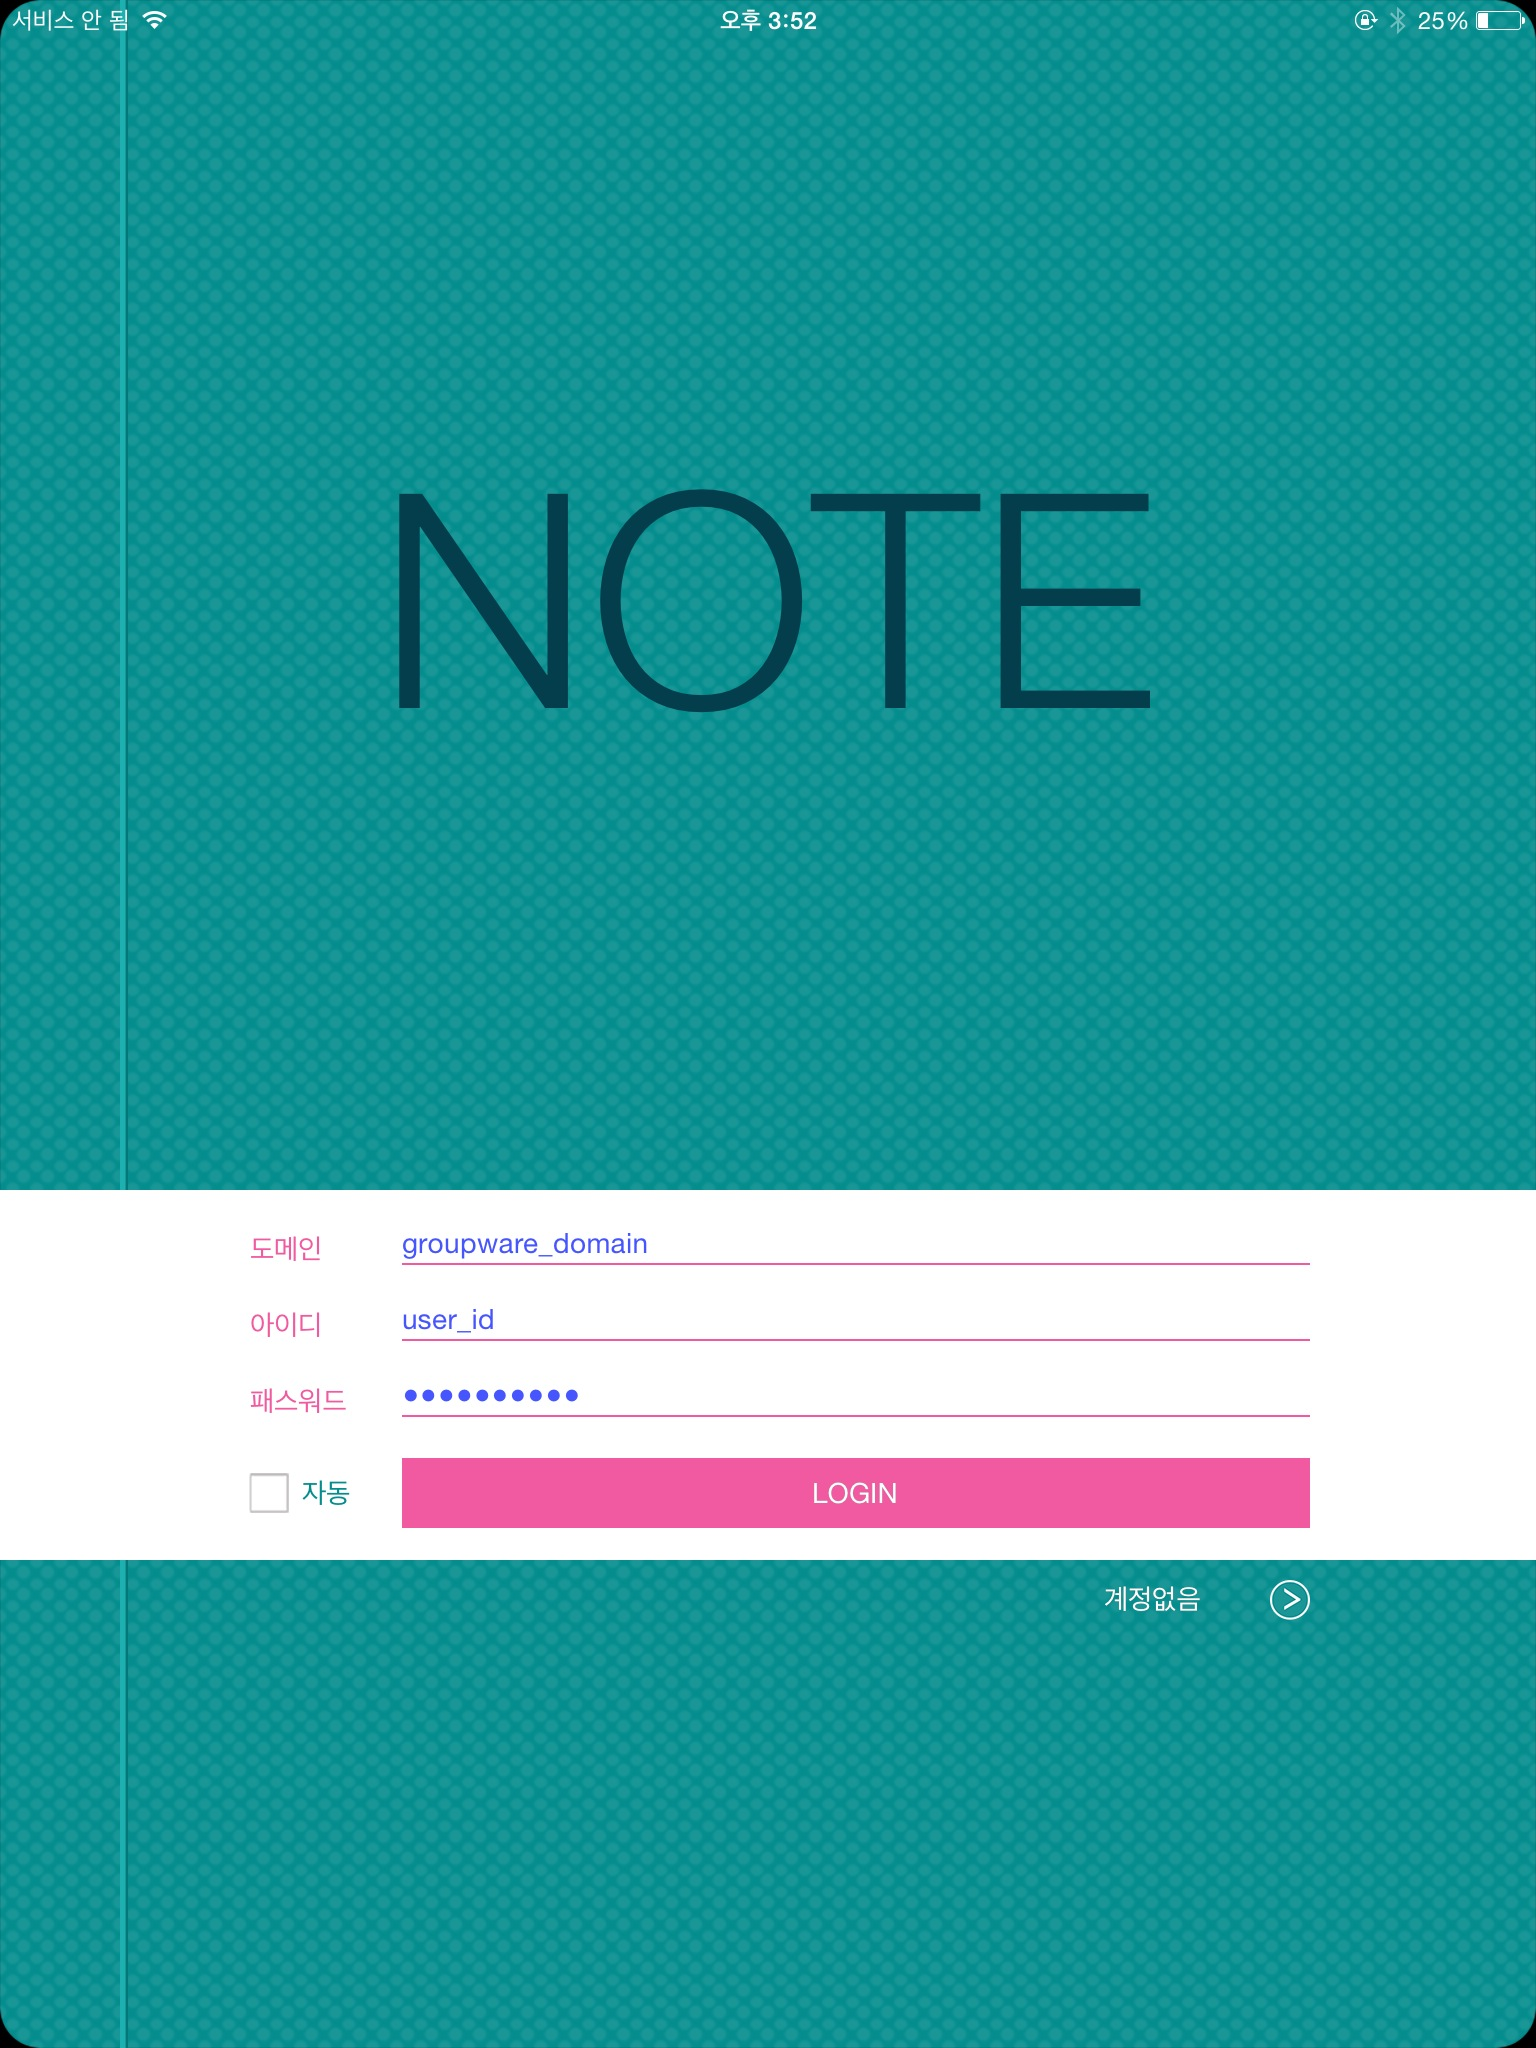 서비스 안 됨 오후 3:52 25%
NOTE
도메인 groupware_domain
아이디 user_id
패스워드 ••••••••••
자동 LOGIN
계정없음